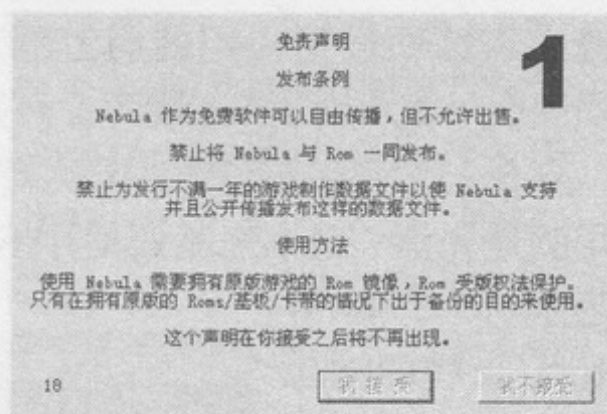 免责声明
1
发布条例
Nebula 作为免费软件可以自由传播，但不允许出售。
禁止将 Nebula 与 Rom 一同发布。
禁止为发行不满一年的游戏制作数据文件以使 Nebula 支持
并且公开传播发布这样的数据文件。
使用方法
使用 Nebula 需要拥有原版游戏的 Rom 镜像，Rom 受版权法保护。
只有在拥有原版的 Roms/基板/卡带的情况下出于备份的目的来使用。
这个声明在你接受之后将不再出现。
18
我接受
我不接受